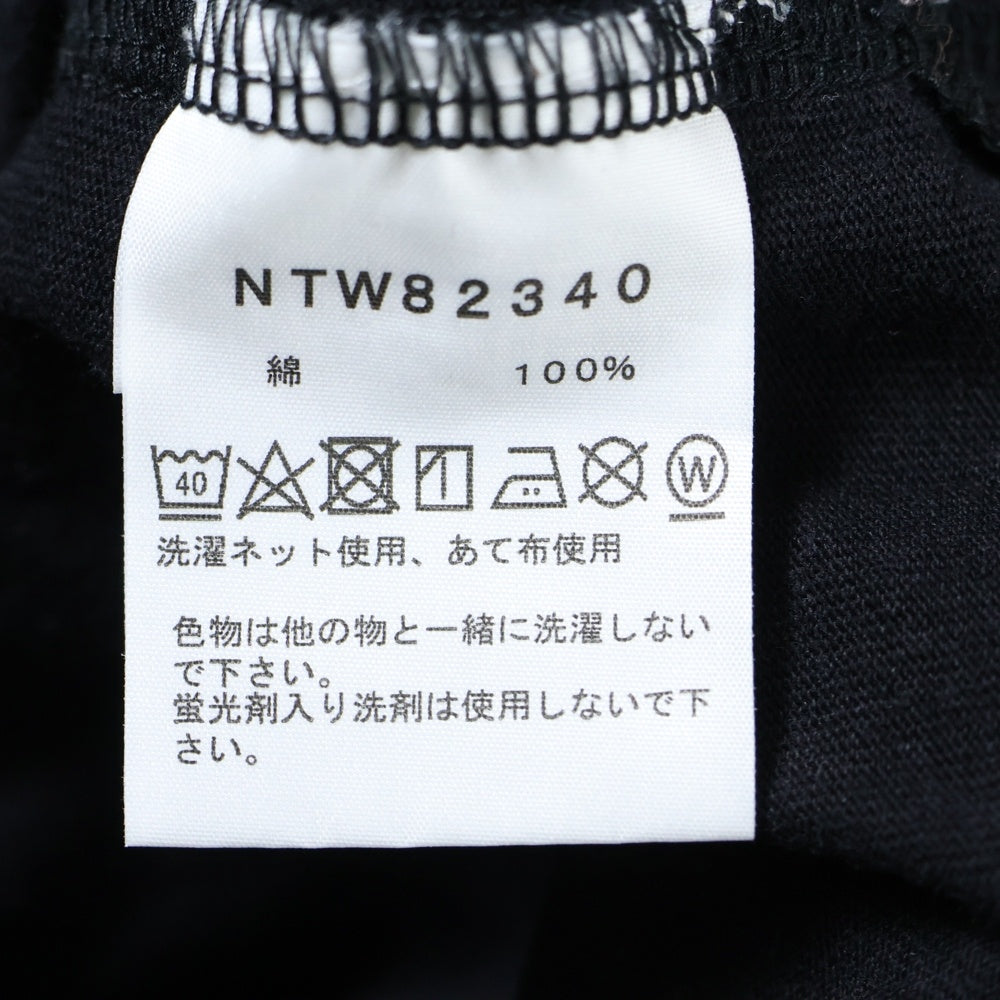 NTW82340
綿 100%
40 W
洗濯ネット使用、あて布使用
色物は他の物と一緒に洗濯しない
で下さい。
蛍光剤入り洗剤は使用しないで下
さい。